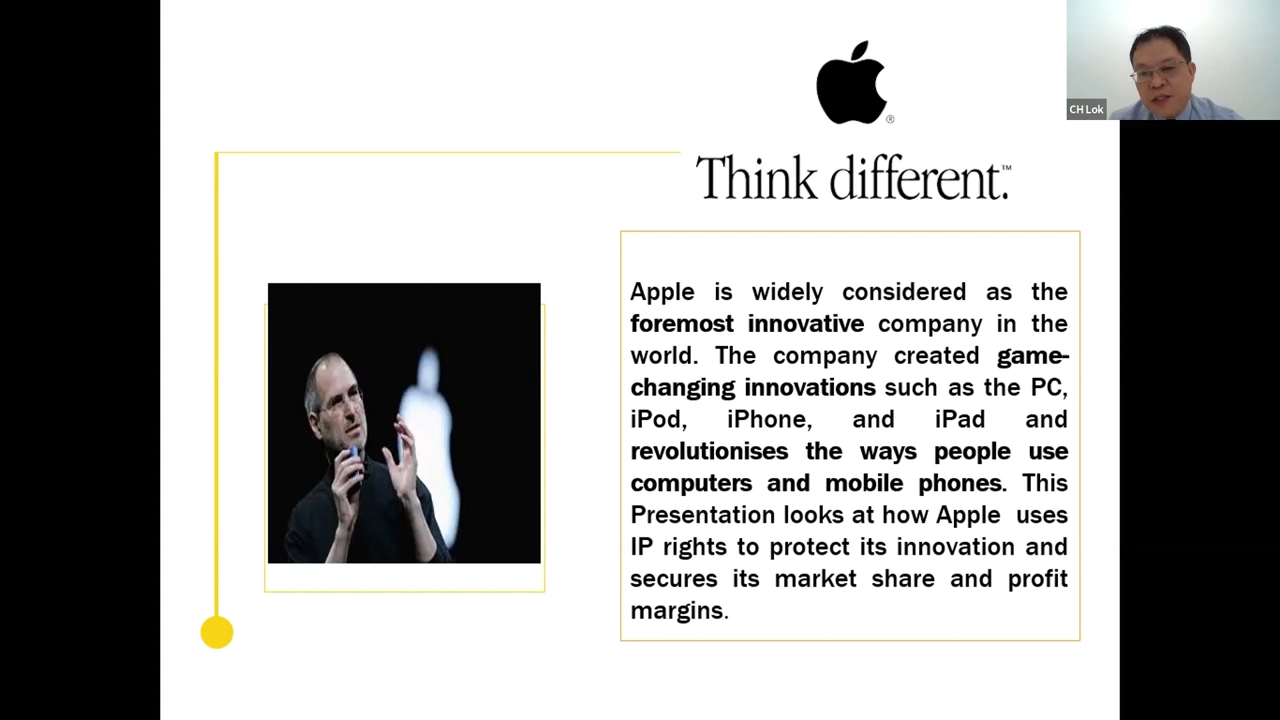 CH Lok
®
Think different.™
Apple is widely considered as the
foremost innovative company in the
world. The company created game-
changing innovations such as the PC,
iPod, iPhone, and iPad and
revolutionises the ways people use
computers and mobile phones. This
Presentation looks at how Apple uses
IP rights to protect its innovation and
secures its market share and profit
margins.